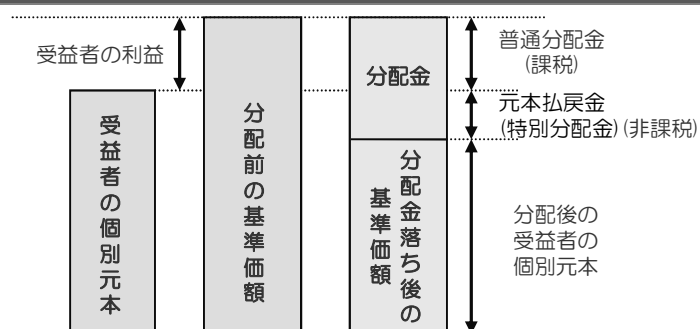 受益者の利益
受益者の個別元本
分配前の基準価額
分配金
分配金落ち後の
基準価額
普通分配金
(課税)
元本払戻金
(特別分配金)(非課税)
分配後の
受益者の
個別元本